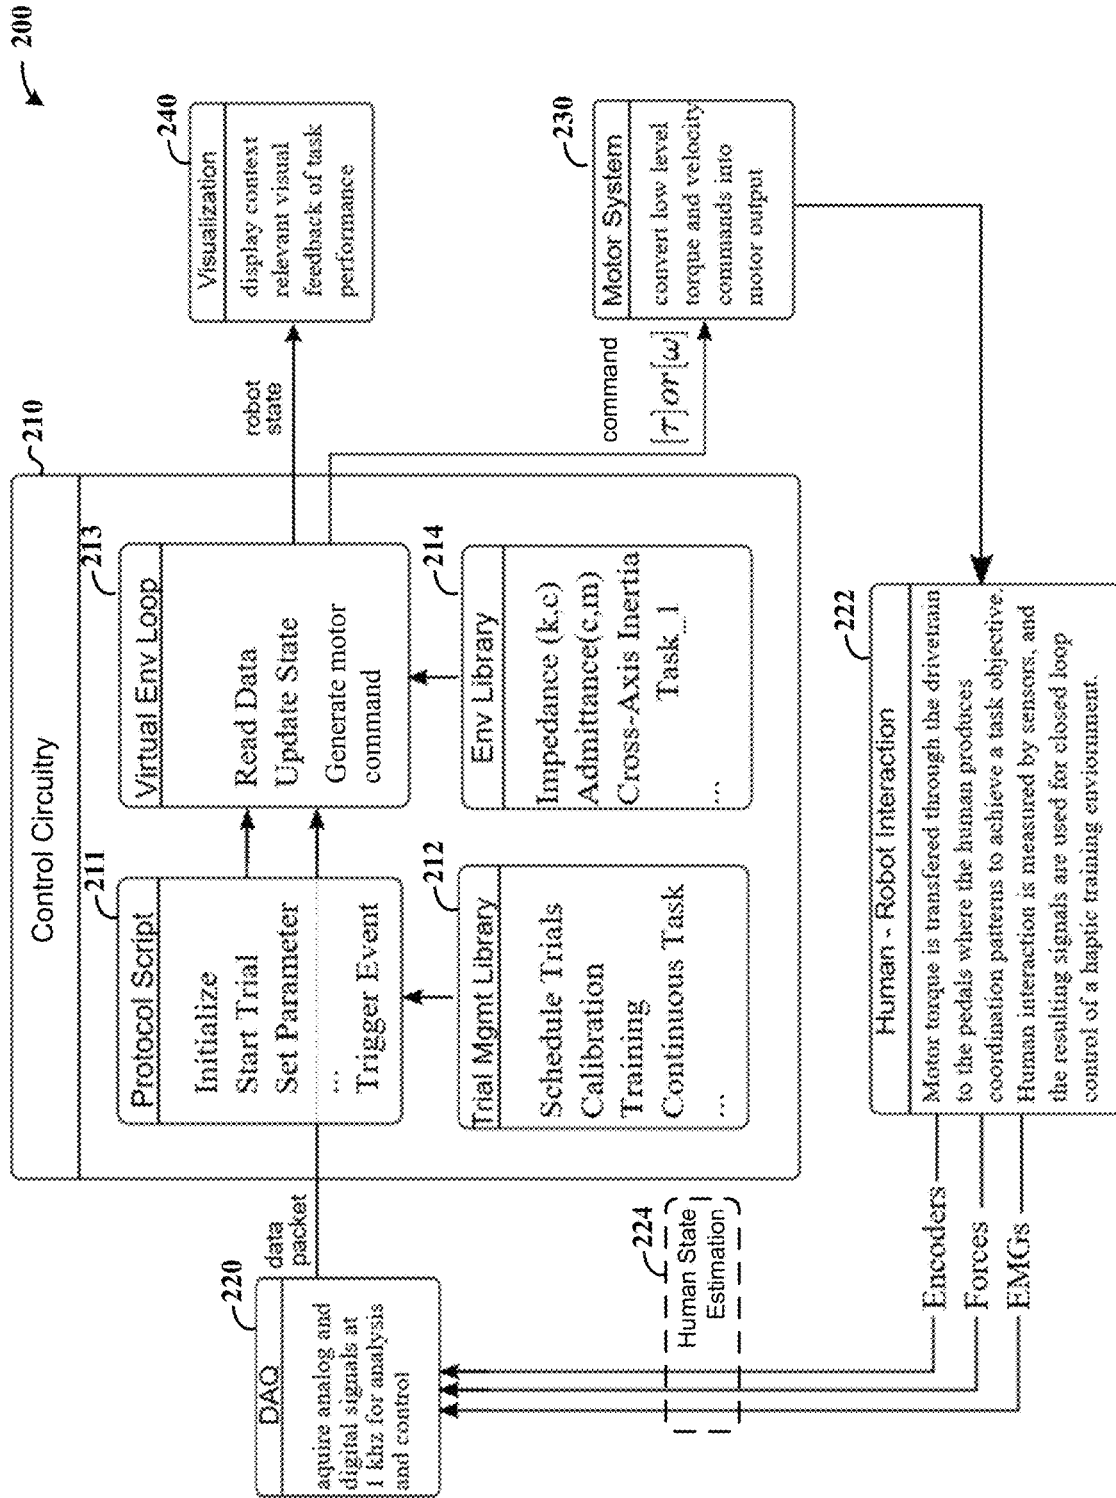 200
Control Circuitry
210
Protocol Script
211
Initialize
Start Trial
Set Parameter
...
Trigger Event
Virtual Env Loop
213
Read Data
Update State
Generate motor
command
Trial Mgmt Library
212
Schedule Trials
Calibration
Training
Continuous Task
...
Env Library
214
Impedance (k,c)
Admittance(c,m)
Cross-Axis Inertia
Task_1
...
DAQ
220
aquire analog and
digital signals at
1 khz for analysis
and control
data
packet
robot
state
Visualization
240
display context
relevant visual
feedback of task
performance
command
[τ] or [ω]
Motor System
230
convert low level
torque and velocity
commands into
motor output
224
Human State
Estimation
Encoders
Forces
EMGs
Human - Robot Interaction
222
Motor torque is transfered through the drivetrain
to the pedals where the human produces
coordination patterns to achieve a task objective.
Human interaction is measured by sensors, and
the resulting signals are used for closed loop
control of a haptic training enviornment.